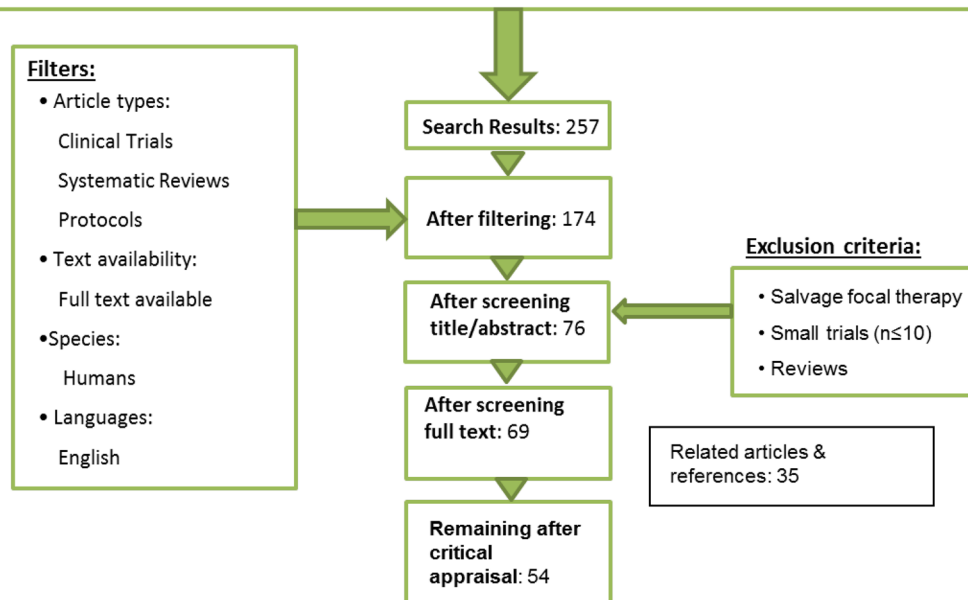 Filters:
• Article types:
Clinical Trials
Systematic Reviews
Protocols
• Text availability:
Full text available
•Species:
Humans
• Languages:
English
Search Results: 257
After filtering: 174
After screening
title/abstract: 76
After screening
full text: 69
Remaining after
critical
appraisal: 54
Exclusion criteria:
• Salvage focal therapy
• Small trials (n≤10)
• Reviews
Related articles &
references: 35